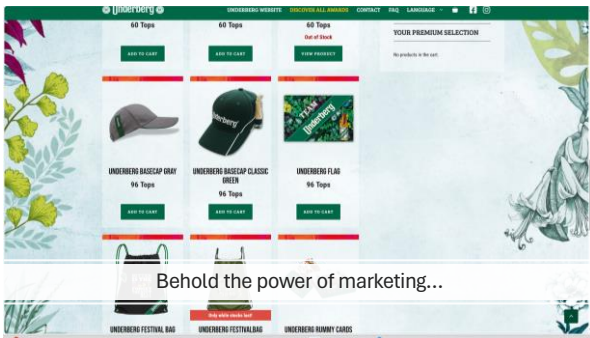 Underberg
UNDERBERG WEBSITE DISCOVER ALL AWARDS CONTACT FAQ LANGUAGE
60 Tops 60 Tops 60 Tops
Out of Stock
ADD TO CART ADD TO CART VIEW PRODUCT
YOUR PREMIUM SELECTION
No products in the cart.
Underberg
TEAM
Underberg
UNDERBERG BASECAP GRAY UNDERBERG BASECAP CLASSIC GREEN UNDERBERG FLAG
96 Tops 96 Tops 96 Tops
ADD TO CART ADD TO CART ADD TO CART
Behold the power of marketing...
Only while stocks last!
UNDERBERG FESTIVAL BAG UNDERBERG FESTIVALBAG UNDERBERG RUMMY CARDS